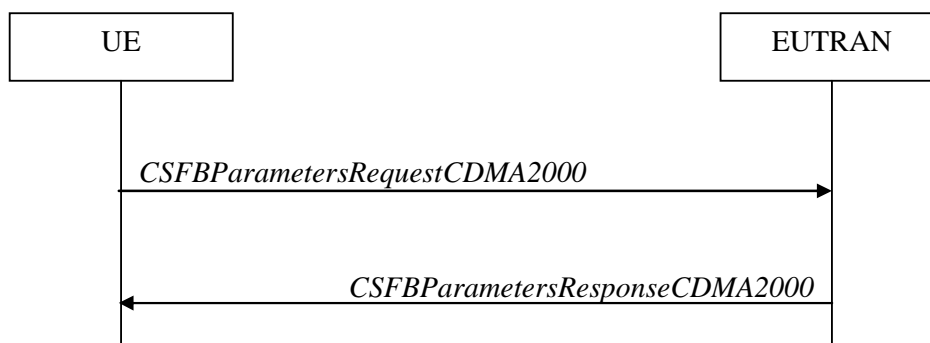 UE
EUTRAN
CSFBParametersRequestCDMA2000
CSFBParametersResponseCDMA2000